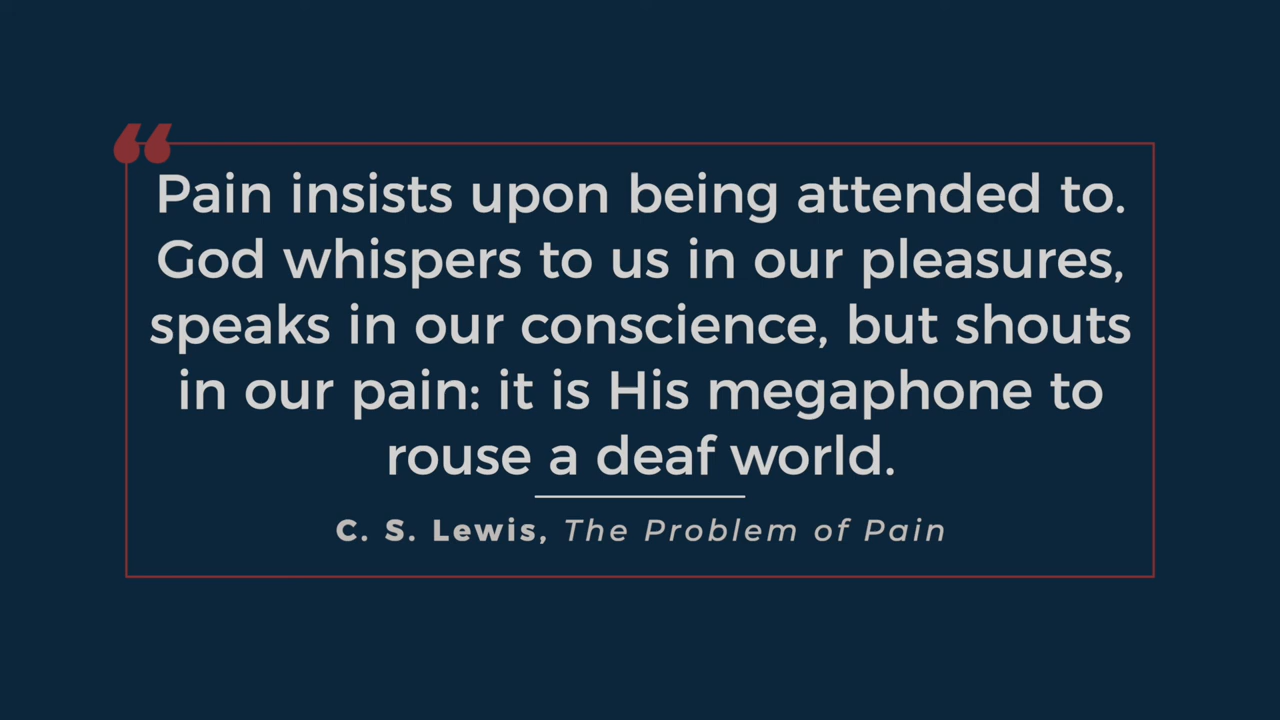 “
Pain insists upon being attended to.
God whispers to us in our pleasures,
speaks in our conscience, but shouts
in our pain: it is His megaphone to
rouse a deaf world.
C. S. Lewis, The Problem of Pain